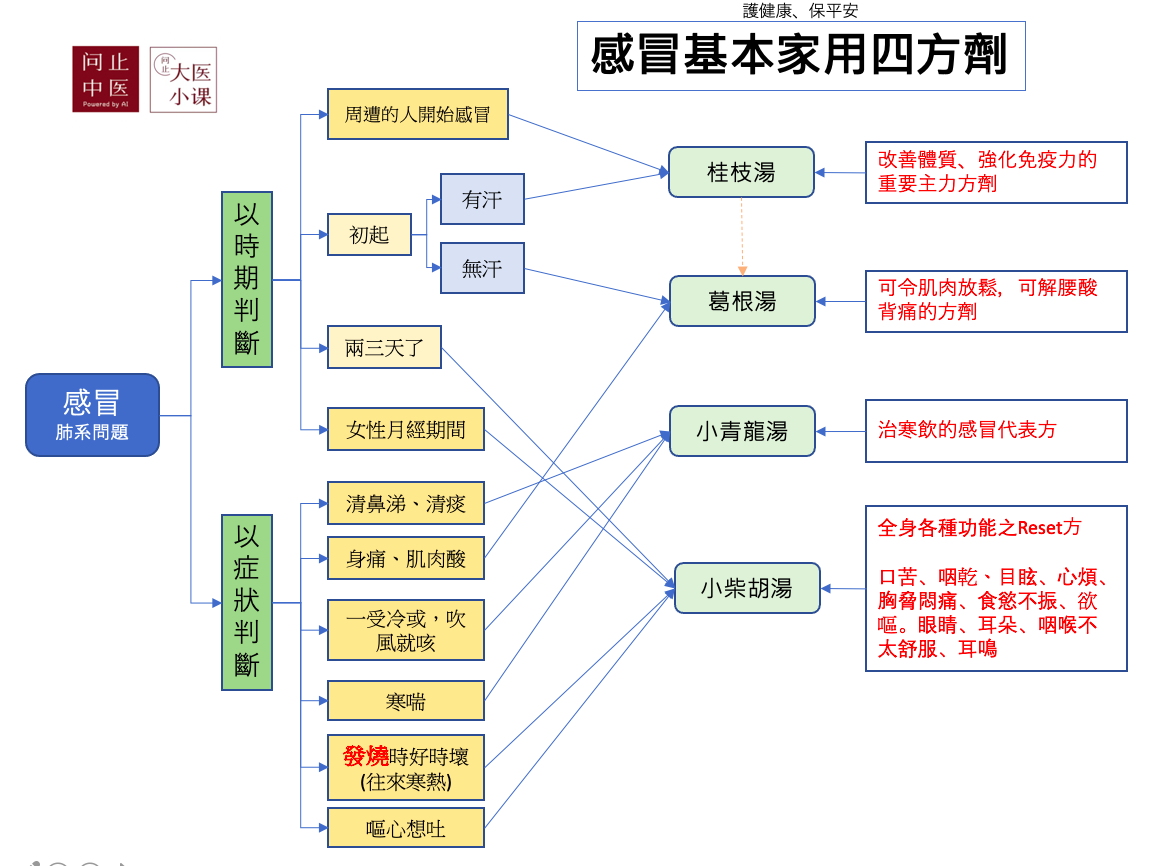 護健康、保平安
感冒基本家用四方劑
问止
中医
Powered by AI
问止
大医
小课
感冒
肺系問題
以時期判斷
周遭的人開始感冒
初起
有汗
無汗
兩三天了
女性月經期間
以症狀判斷
清鼻涕、清痰
身痛、肌肉酸
一受冷或，吹
風就咳
寒喘
發燒時好時壞
(往來寒熱)
嘔心想吐
桂枝湯
葛根湯
小青龍湯
小柴胡湯
改善體質、強化免疫力的
重要主力方劑
可令肌肉放鬆，可解腰酸
背痛的方劑
治寒飲的感冒代表方
全身各種功能之Reset方
口苦、咽乾、目眩、心煩、
胸脅悶痛、食慾不振、欲
嘔。眼睛、耳朵、咽喉不
太舒服、耳鳴